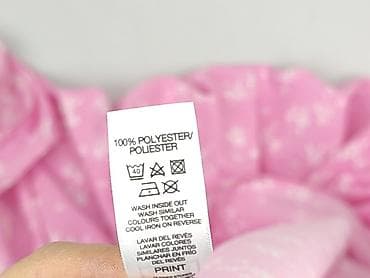 100% POLYESTER/
POLIESTER
40
WASH INSIDE OUT
WASH SIMILAR
COLOURS TOGETHER
COOL IRON ON REVERSE
LAVAR DEL REVÉS
LAVAR COLORES
SIMILARES JUNTOS
PLANCHAR EN FRÍO
DEL REVÉS
PRINT